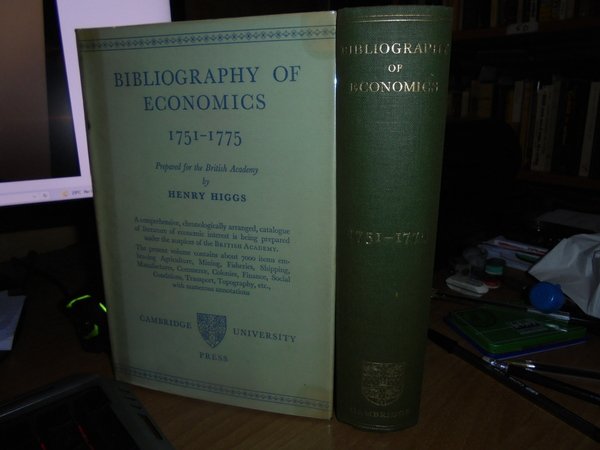 BIBLIOGRAPHY OF
ECONOMICS
1751-1775
Prepared for the British Academy
by
HENRY HIGGS
A comprehensive, chronologically arranged, catalogue
of literature of economic interest is being prepared
under the auspices of the BRITISH ACADEMY.
The present volume contains about 7000 items em-
bracing Agriculture, Mining, Fisheries, Shipping,
Manufactures, Commerce, Colonies, Finance, Social
Conditions, Transport, Topography, etc.,
with numerous annotations
CAMBRIDGE UNIVERSITY
PRESS
BIBLIOGRAPHY
OF
ECONOMICS
1751-1775
CAMBRIDGE